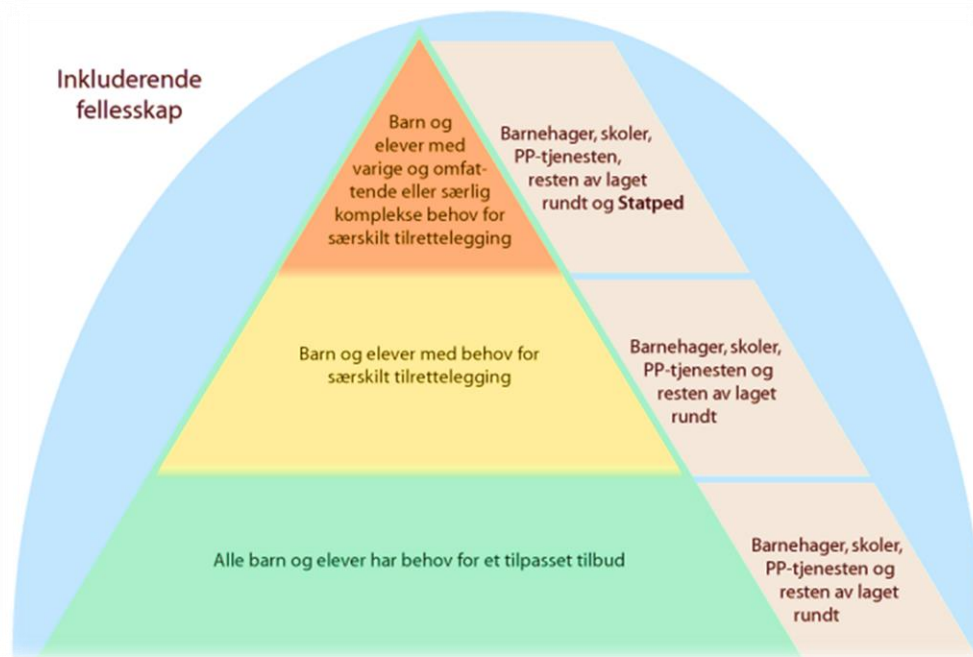 Inkluderende
fellesskap
Barn og
elever med
varige og omfat-
tende eller særlig
komplekse behov for
særskilt tilrettelegging
Barnehager, skoler,
PP-tjenesten,
resten av laget
rundt og Statped
Barn og elever med behov for
særskilt tilrettelegging
Barnehager, skoler,
PP-tjenesten og
resten av laget
rundt
Alle barn og elever har behov for et tilpasset tilbud
Barnehager, skoler,
PP-tjenesten og
resten av laget
rundt